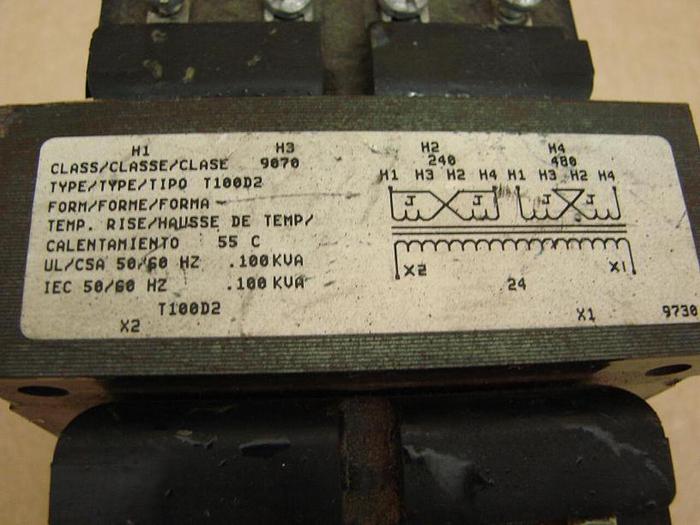 H1 H3 H2 H4
CLASS/CLASSE/CLASE 9070
TYPE/TYPE/TIPO T100D2
FORM/FORME/FORMA
TEMP. RISE/HAUSSE DE TEMP/
CALENTAMIENTO 55 C
UL/CSA 50/60 HZ .100 KVA
IEC 50/60 HZ .100 KVA
T100D2
X2
240 480
H1 H3 H2 H4 H1 H3 H2 H4
J J J J
X2 X1
24
X1 9730